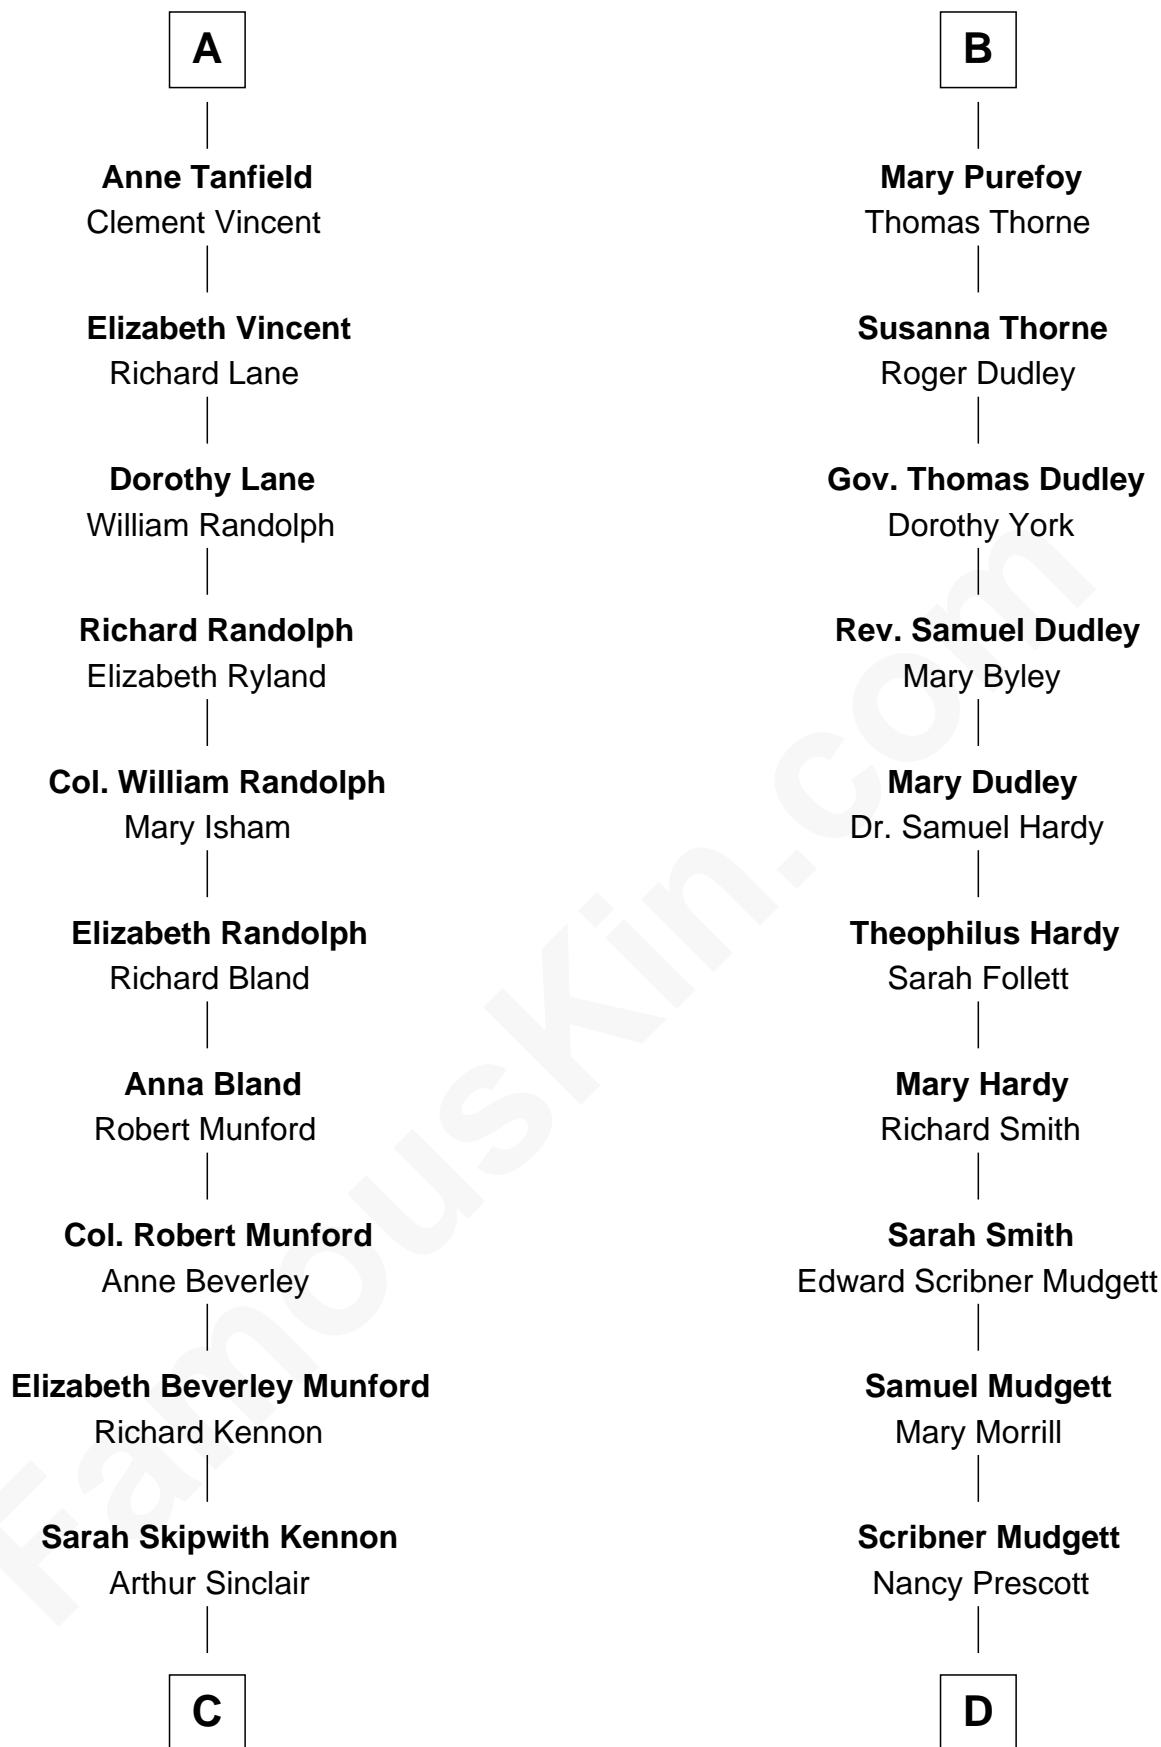 A
Anne Tanfield
Clement Vincent
Elizabeth Vincent
Richard Lane
Dorothy Lane
William Randolph
Richard Randolph
Elizabeth Ryland
Col. William Randolph
Mary Isham
Elizabeth Randolph
Richard Bland
Anna Bland
Robert Munford
Col. Robert Munford
Anne Beverley
Elizabeth Beverley Munford
Richard Kennon
Sarah Skipwith Kennon
Arthur Sinclair
C
B
Mary Purefoy
Thomas Thorne
Susanna Thorne
Roger Dudley
Gov. Thomas Dudley
Dorothy York
Rev. Samuel Dudley
Mary Byley
Mary Dudley
Dr. Samuel Hardy
Theophilus Hardy
Sarah Follett
Mary Hardy
Richard Smith
Sarah Smith
Edward Scribner Mudgett
Samuel Mudgett
Mary Morrill
Scribner Mudgett
Nancy Prescott
D
FamousKin.com